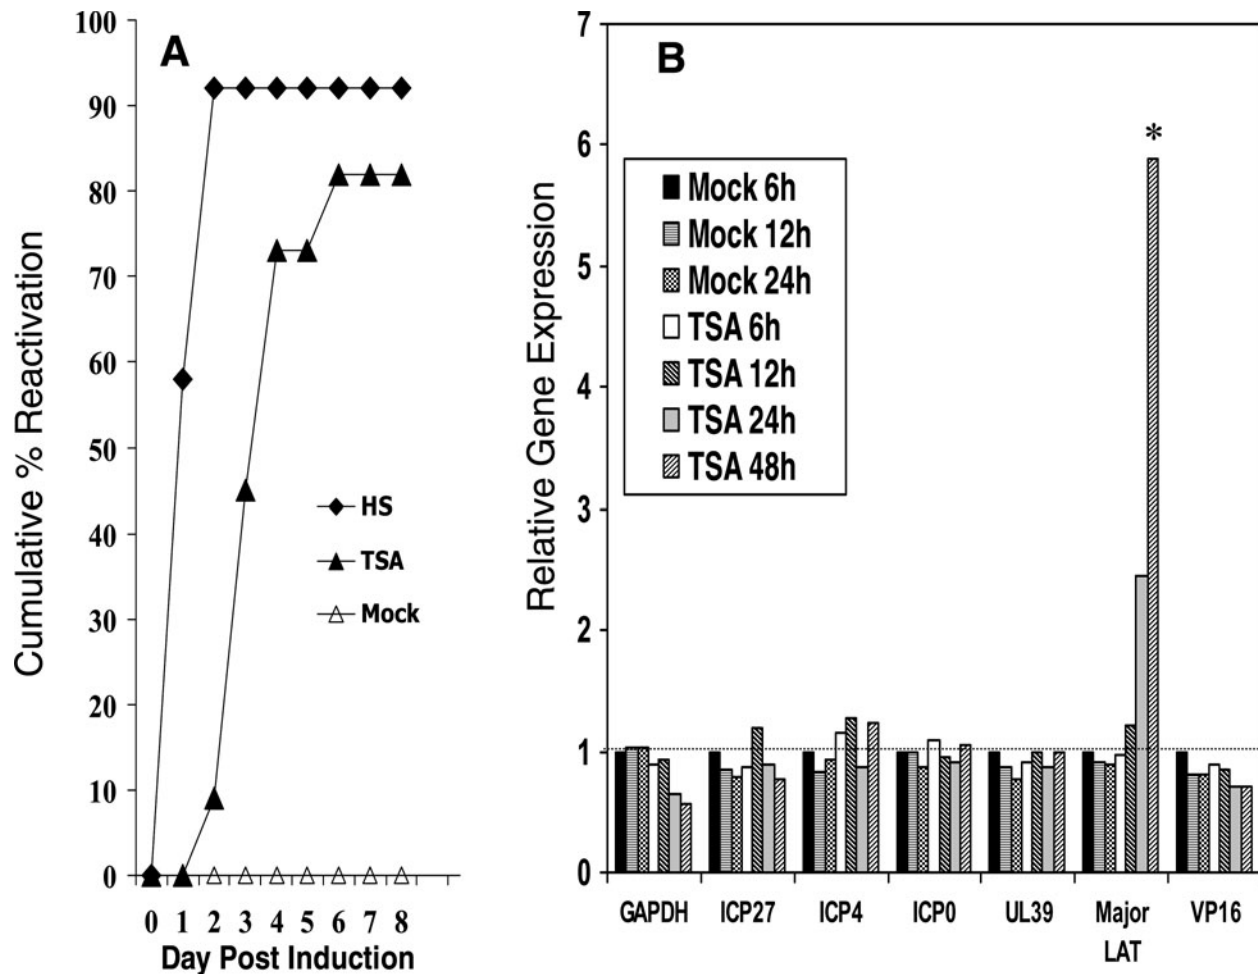 A
Cumulative % Reactivation
100
90
80
70
60
50
40
30
20
10
0
HS
TSA
Mock
0 1 2 3 4 5 6 7 8
Day Post Induction
B
Relative Gene Expression
7
6
5
4
3
2
1
0
*
Mock 6h
Mock 12h
Mock 24h
TSA 6h
TSA 12h
TSA 24h
TSA 48h
GAPDH ICP27 ICP4 ICP0 UL39 Major VP16
LAT